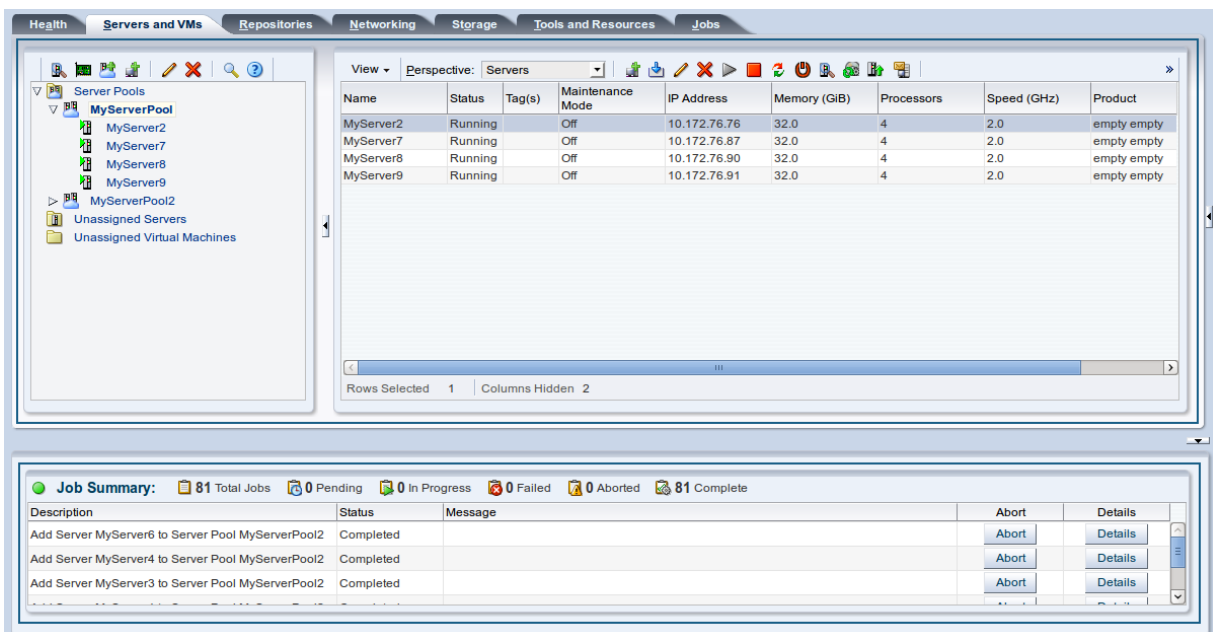 Health Servers and VMs Repositories Networking Storage Tools and Resources Jobs
Server Pools
MyServerPool
MyServer2
MyServer7
MyServer8
MyServer9
MyServerPool2
Unassigned Servers
Unassigned Virtual Machines
View Perspective: Servers »
Name Status Tag(s) Maintenance Mode IP Address Memory (GiB) Processors Speed (GHz) Product
MyServer2 Running Off 10.172.76.76 32.0 4 2.0 empty empty
MyServer7 Running Off 10.172.76.87 32.0 4 2.0 empty empty
MyServer8 Running Off 10.172.76.90 32.0 4 2.0 empty empty
MyServer9 Running Off 10.172.76.91 32.0 4 2.0 empty empty
Rows Selected 1 Columns Hidden 2
Job Summary: 81 Total Jobs 0 Pending 0 In Progress 0 Failed 0 Aborted 81 Complete
Description Status Message Abort Details
Add Server MyServer6 to Server Pool MyServerPool2 Completed Abort Details
Add Server MyServer4 to Server Pool MyServerPool2 Completed Abort Details
Add Server MyServer3 to Server Pool MyServerPool2 Completed Abort Details